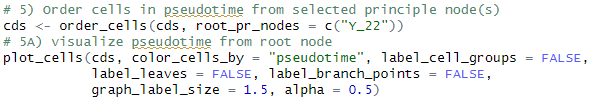 # 5) Order cells in pseudotime from selected principle node(s)
cds <- order_cells(cds, root_pr_nodes = c("Y_22"))
# 5A) visualize pseudotime from root node
plot_cells(cds, color_cells_by = "pseudotime", label_cell_groups = FALSE,
label_leaves = FALSE, label_branch_points = FALSE,
graph_label_size = 1.5, alpha = 0.5)